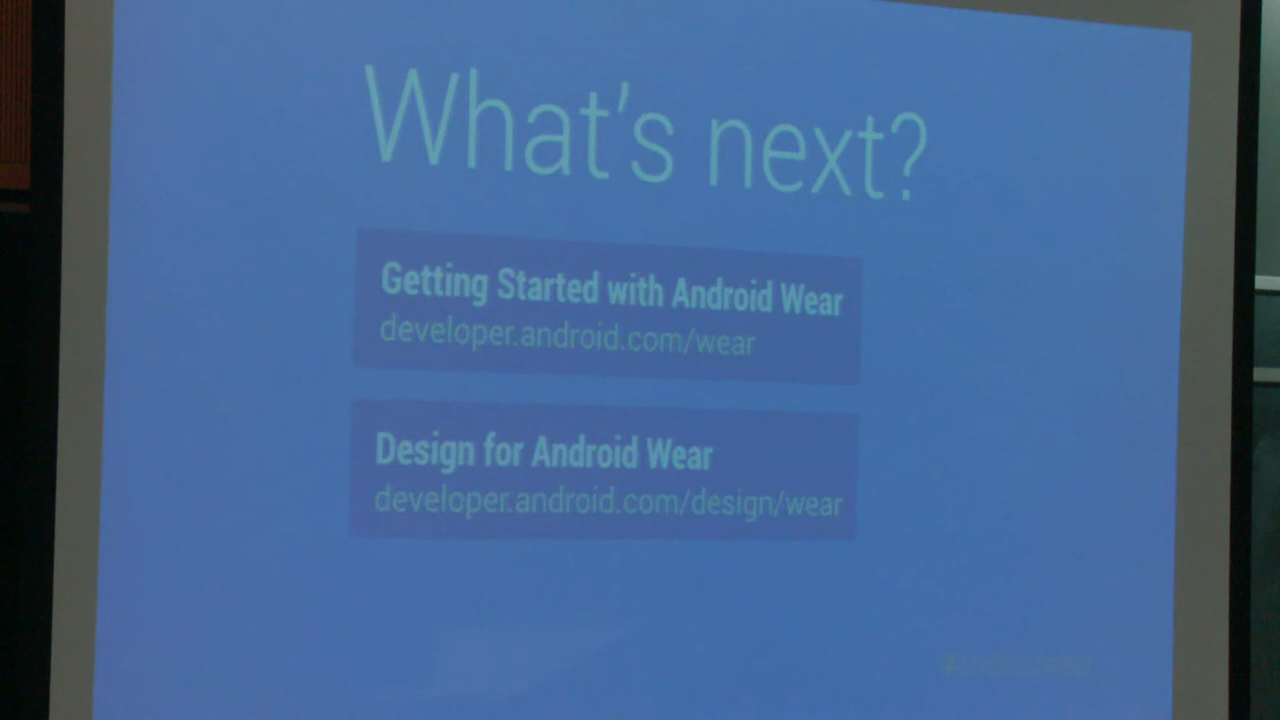 What's next?
Getting Started with Android Wear
developer.android.com/wear
Design for Android Wear
developer.android.com/design/wear